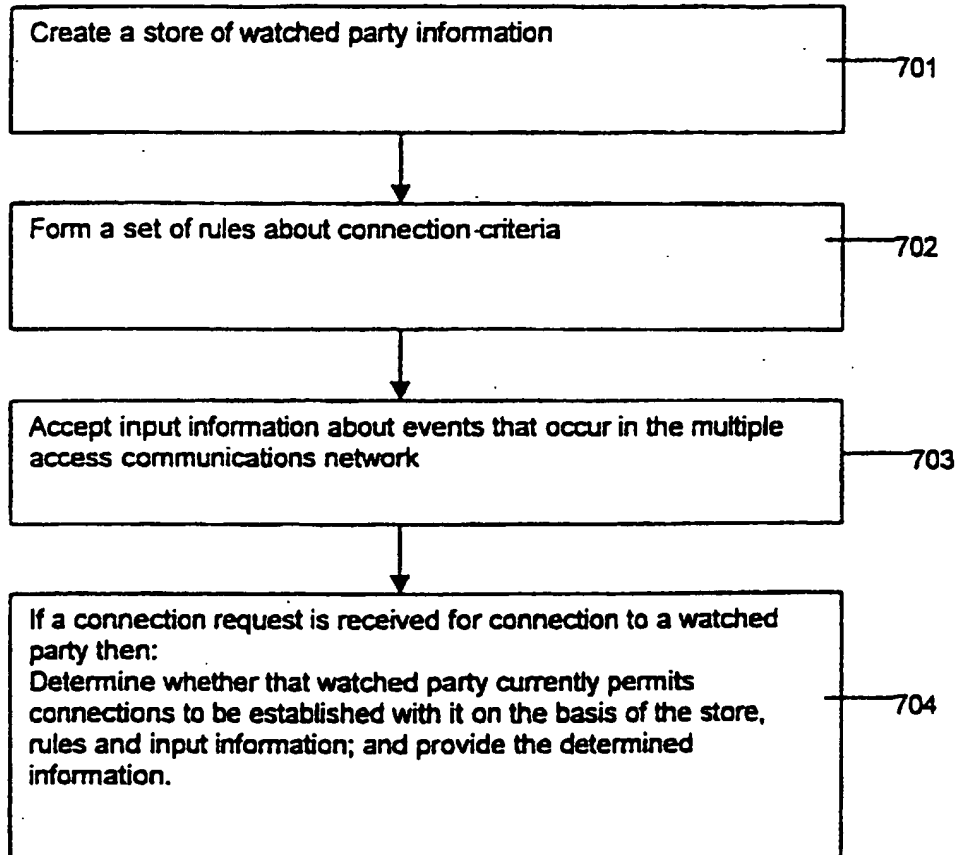 Create a store of watched party information
701
Form a set of rules about connection-criteria
702
Accept input information about events that occur in the multiple
access communications network
703
If a connection request is received for connection to a watched
party then:
Determine whether that watched party currently permits
connections to be established with it on the basis of the store,
rules and input information; and provide the determined
information.
704